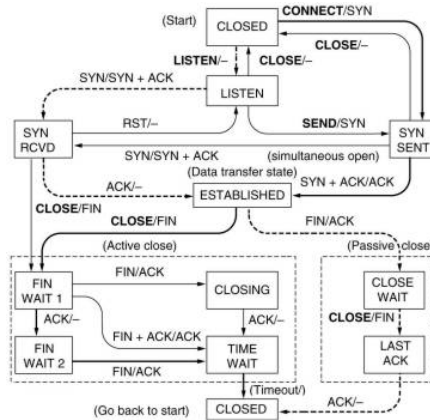 (Start)
CLOSED
CONNECT/SYN
CLOSE/–
LISTEN/–
CLOSE/–
SYN/SYN + ACK
LISTEN
SYN
RCVD
RST/–
SEND/SYN
SYN
SENT
SYN/SYN + ACK
(simultaneous open)
(Data transfer state)
ACK/–
ESTABLISHED
SYN + ACK/ACK
CLOSE/FIN
CLOSE/FIN
FIN/ACK
(Active close)
(Passive close)
FIN
WAIT 1
FIN/ACK
CLOSING
CLOSE
WAIT
ACK/–
FIN + ACK/ACK
ACK/–
CLOSE/FIN
FIN
WAIT 2
FIN/ACK
TIME
WAIT
LAST
ACK
(Timeout/)
(Go back to start)
CLOSED
ACK/–